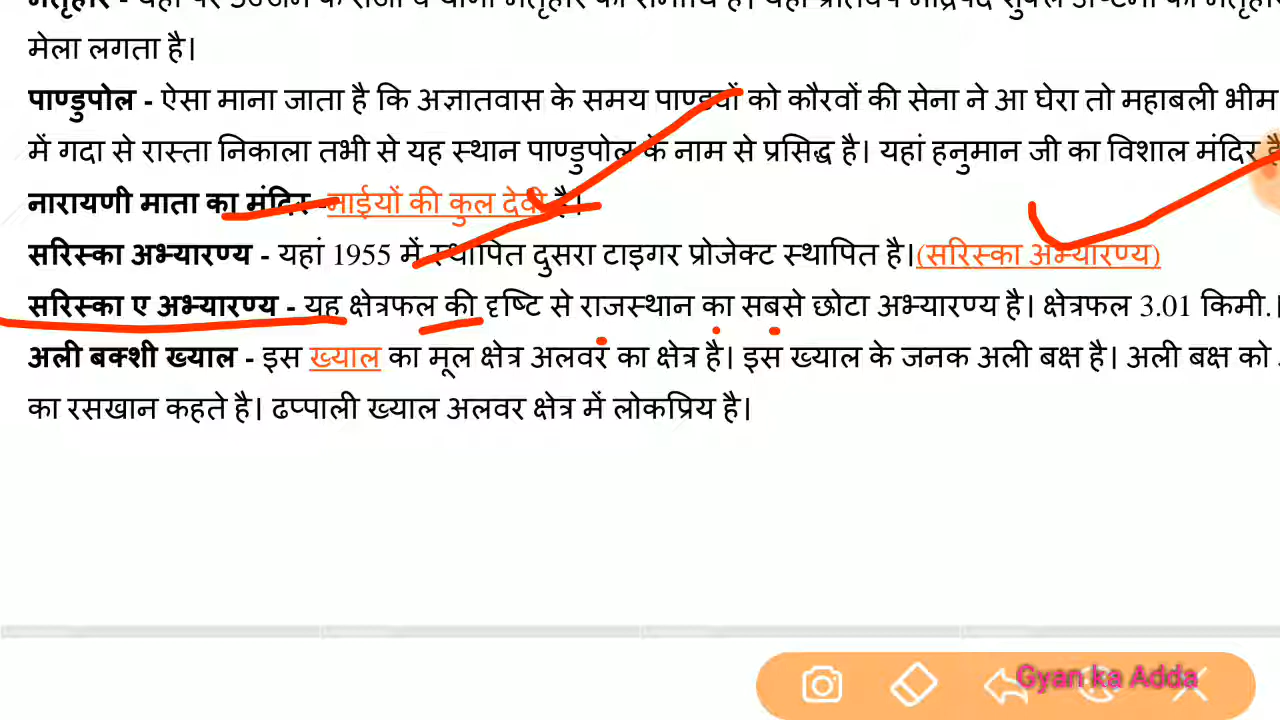 मेला लगता है।
पाण्डुपोल - ऐसा माना जाता है कि अज्ञातवास के समय पाण्डवों को कौरवों की सेना ने आ घेरा तो महाबली भीम
में गदा से रास्ता निकाला तभी से यह स्थान पाण्डुपोल के नाम से प्रसिद्ध है। यहां हनुमान जी का विशाल मंदिर है
नारायणी माता का मंदिर -नाईयों की कुल देवी है।
सरिस्का अभ्यारण्य - यहां 1955 में स्थापित दुसरा टाइगर प्रोजेक्ट स्थापित है।(सरिस्का अभ्यारण्य)
सरिस्का ए अभ्यारण्य - यह क्षेत्रफल की दृष्टि से राजस्थान का सबसे छोटा अभ्यारण्य है। क्षेत्रफल 3.01 किमी.।
अली बक्शी ख्याल - इस ख्याल का मूल क्षेत्र अलवर का क्षेत्र है। इस ख्याल के जनक अली बक्ष है। अली बक्ष को
का रसखान कहते है। ढप्पाली ख्याल अलवर क्षेत्र में लोकप्रिय है।
Gyan ka Adda